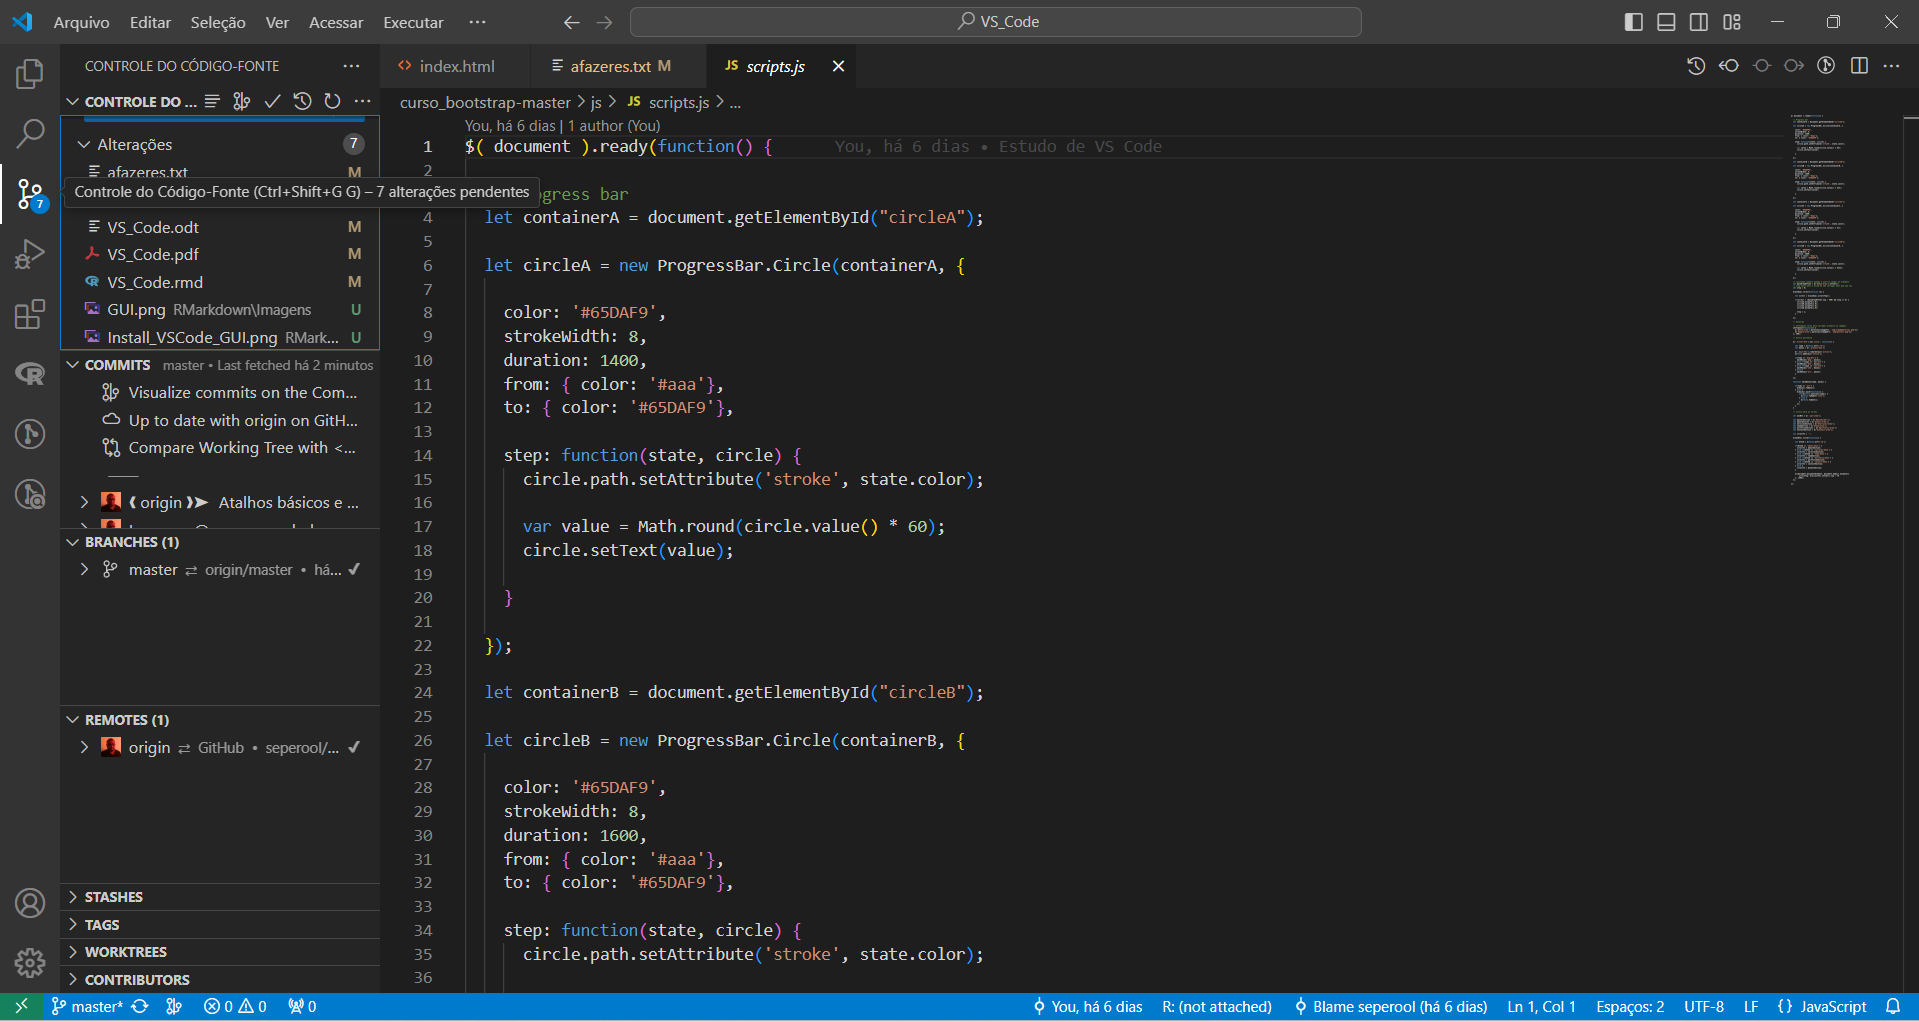 Arquivo Editar Seleção Ver Acessar Executar ···
VS_Code
CONTROLE DO CÓDIGO-FONTE ···
CONTROLE DO ... ···
Alterações 7
afazeres.txt M
Controle do Código-Fonte (Ctrl+Shift+G G) – 7 alterações pendentes
7
VS_Code.odt M
VS_Code.pdf M
VS_Code.rmd M
GUI.png RMarkdown\Imagens U
Install_VSCode_GUI.png RMark... U
COMMITS master • Last fetched há 2 minutos
Visualize commits on the Com...
Up to date with origin on GitH...
Compare Working Tree with <...
❰ origin ❱➤ Atalhos básicos e ...
BRANCHES (1)
master ⇄ origin/master • há... ✔
REMOTES (1)
origin ⇄ GitHub • seperool/... ✔
STASHES
TAGS
WORKTREES
CONTRIBUTORS
index.html
afazeres.txt M
JS scripts.js
curso_bootstrap-master > js > JS scripts.js > ...
You, há 6 dias | 1 author (You)
1 $( document ).ready(function() { You, há 6 dias • Estudo de VS Code
2
gress bar
4 let containerA = document.getElementById("circleA");
5
6 let circleA = new ProgressBar.Circle(containerA, {
7
8 color: '#65DAF9',
9 strokeWidth: 8,
10 duration: 1400,
11 from: { color: '#aaa'},
12 to: { color: '#65DAF9'},
13
14 step: function(state, circle) {
15 circle.path.setAttribute('stroke', state.color);
16
17 var value = Math.round(circle.value() * 60);
18 circle.setText(value);
19
20 }
21
22 });
23
24 let containerB = document.getElementById("circleB");
25
26 let circleB = new ProgressBar.Circle(containerB, {
27
28 color: '#65DAF9',
29 strokeWidth: 8,
30 duration: 1600,
31 from: { color: '#aaa'},
32 to: { color: '#65DAF9'},
33
34 step: function(state, circle) {
35 circle.path.setAttribute('stroke', state.color);
36
master* 0 0 0 You, há 6 dias R: (not attached) Blame seperool (há 6 dias) Ln 1, Col 1 Espaços: 2 UTF-8 LF {} JavaScript